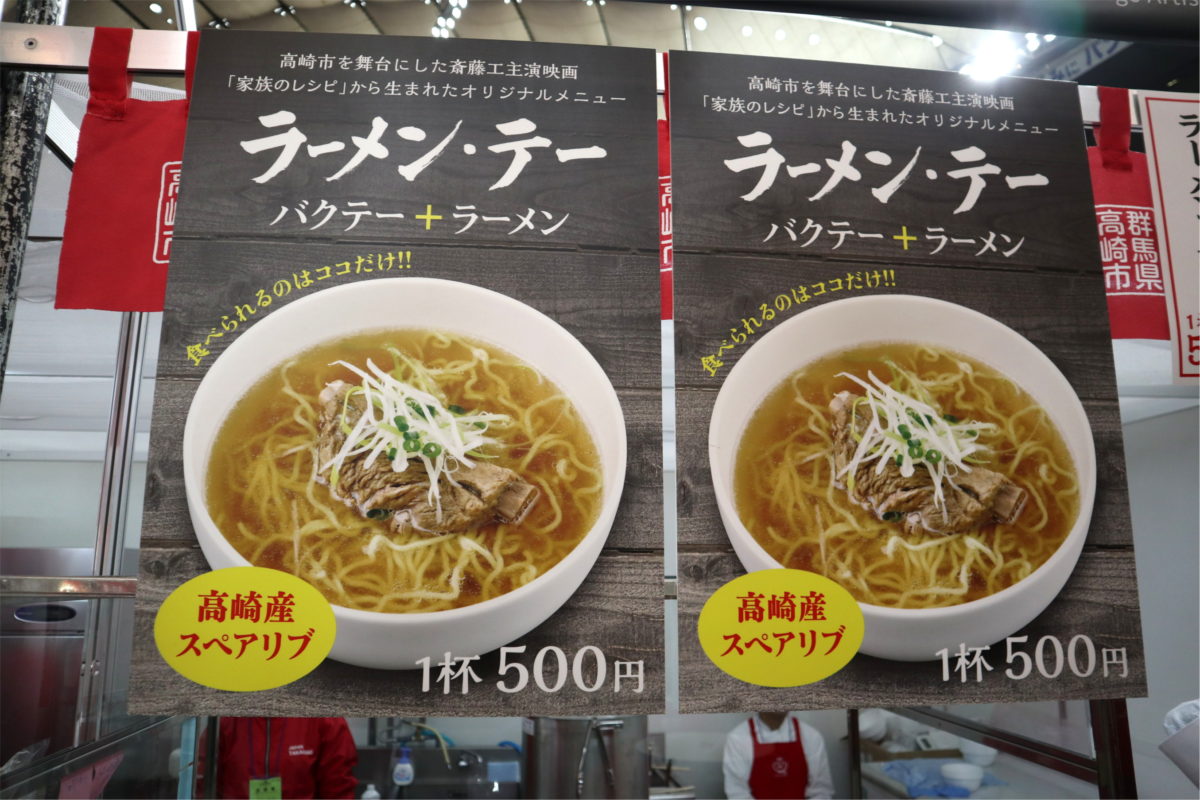 高崎市を舞台にした斎藤工主演映画
「家族のレシピ」から生まれたオリジナルメニュー
ラーメン・テー
バクテー+ラーメン
食べられるのはココだけ!!
高崎産
スペアリブ
1杯 500円
高崎市を舞台にした斎藤工主演映画
「家族のレシピ」から生まれたオリジナルメニュー
ラーメン・テー
バクテー+ラーメン
食べられるのはココだけ!!
高崎産
スペアリブ
1杯 500円
群馬県
高崎市